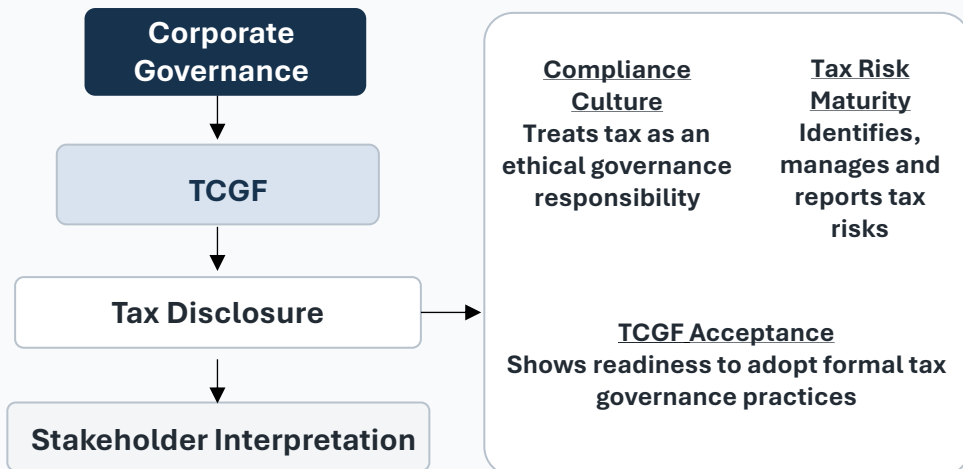 Corporate
Governance
TCGF
Tax Disclosure
Stakeholder Interpretation
Compliance
Culture
Treats tax as an
ethical governance
responsibility
Tax Risk
Maturity
Identifies,
manages and
reports tax
risks
TCGF Acceptance
Shows readiness to adopt formal tax
governance practices